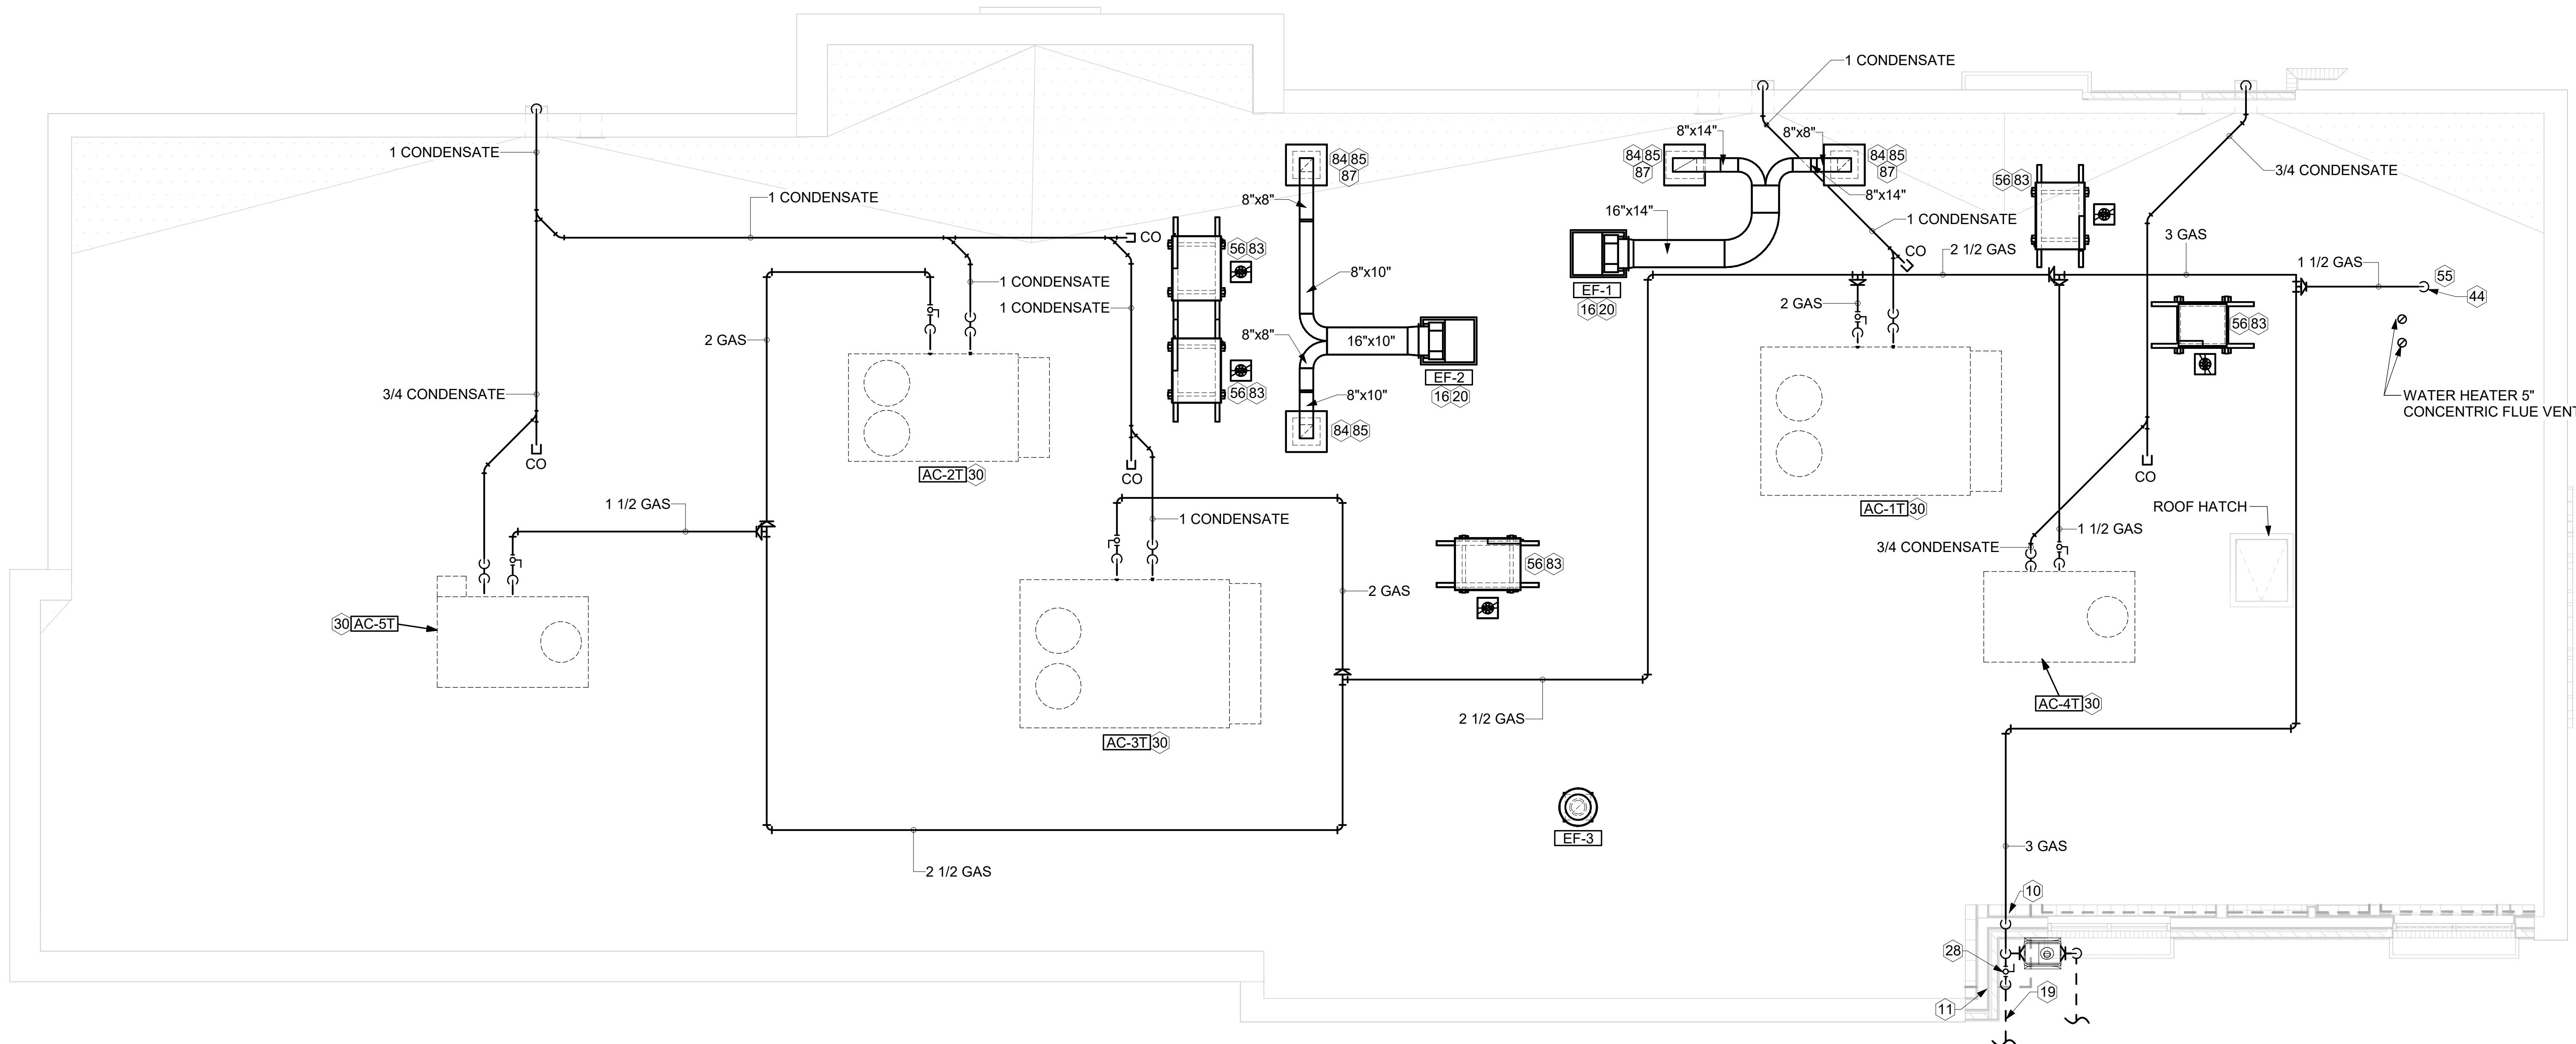 1 CONDENSATE
1 CONDENSATE
3/4 CONDENSATE
CO
1 CONDENSATE
CO
1 CONDENSATE
1 CONDENSATE
2 GAS
AC-2T 30
CO
1 1/2 GAS
30 AC-5T
1 CONDENSATE
2 GAS
AC-3T 30
2 1/2 GAS
56 83
56 83
84 85
87
8"x8"
8"x10"
8"x8"
16"x10"
8"x10"
84 85
EF-2
16 20
56 83
2 1/2 GAS
EF-3
8"x14"
8"x8"
84 85
87
84 85
87
8"x14"
16"x14"
1 CONDENSATE
CO
EF-1
16 20
2 GAS
2 1/2 GAS
AC-1T 30
56 83
3/4 CONDENSATE
3 GAS
1 1/2 GAS
55
44
56 83
WATER HEATER 5"
CONCENTRIC FLUE VENT
CO
ROOF HATCH
1 1/2 GAS
3/4 CONDENSATE
AC-4T 30
3 GAS
10
28
11
19